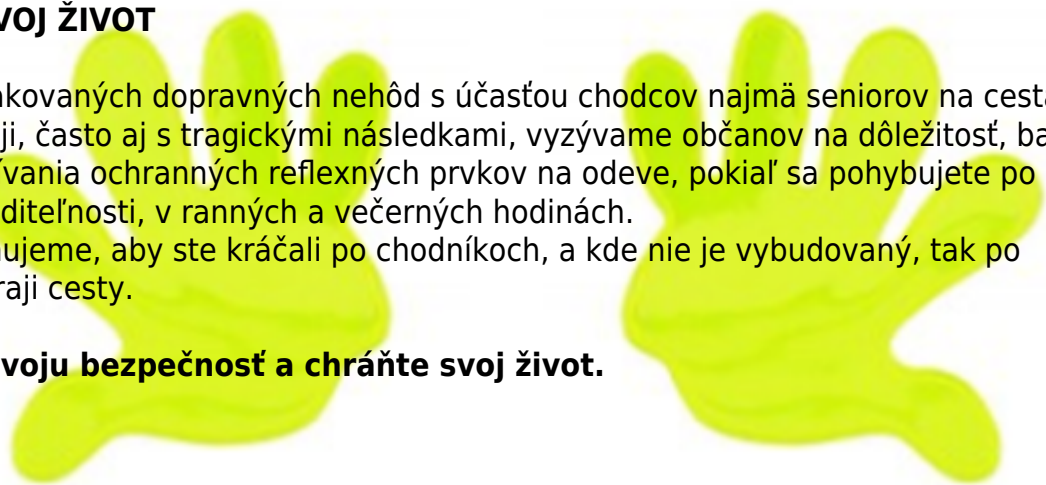 VOJ ŽIVOT
akovaných dopravných nehôd s účasťou chodcov najmä seniorov na cesta
ji, často aj s tragickými následkami, vyzývame občanov na dôležitosť, ba
ívania ochranných reflexných prvkov na odeve, pokiaľ sa pohybujete po
diteľnosti, v ranných a večerných hodinách.
ujeme, aby ste kráčali po chodníkoch, a kde nie je vybudovaný, tak po
raji cesty.
voju bezpečnosť a chráňte svoj život.